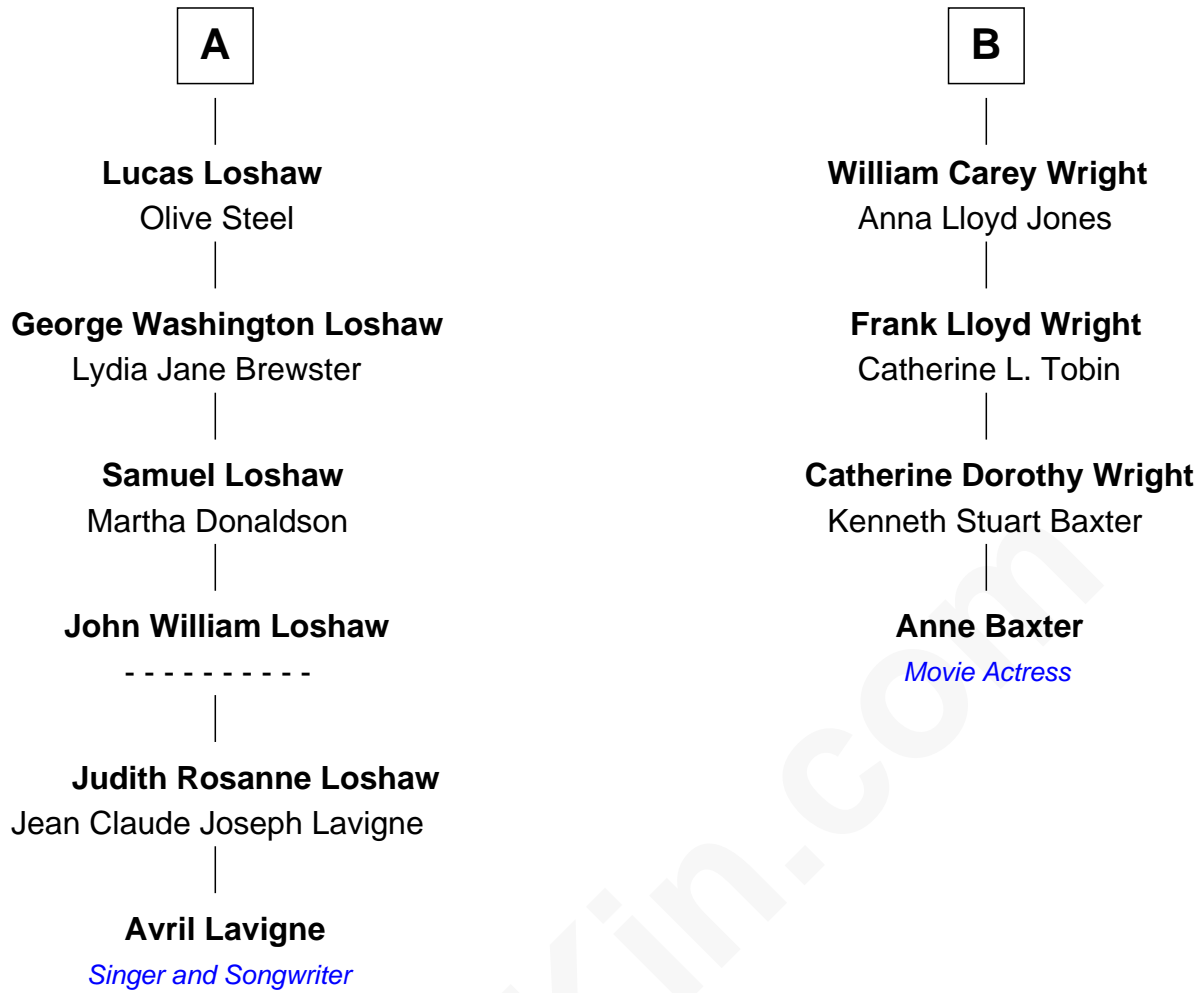 A
Lucas Loshaw
Olive Steel
George Washington Loshaw
Lydia Jane Brewster
Samuel Loshaw
Martha Donaldson
John William Loshaw
- - - - - - - - - -
Judith Rosanne Loshaw
Jean Claude Joseph Lavigne
Avril Lavigne
Singer and Songwriter
B
William Carey Wright
Anna Lloyd Jones
Frank Lloyd Wright
Catherine L. Tobin
Catherine Dorothy Wright
Kenneth Stuart Baxter
Anne Baxter
Movie Actress